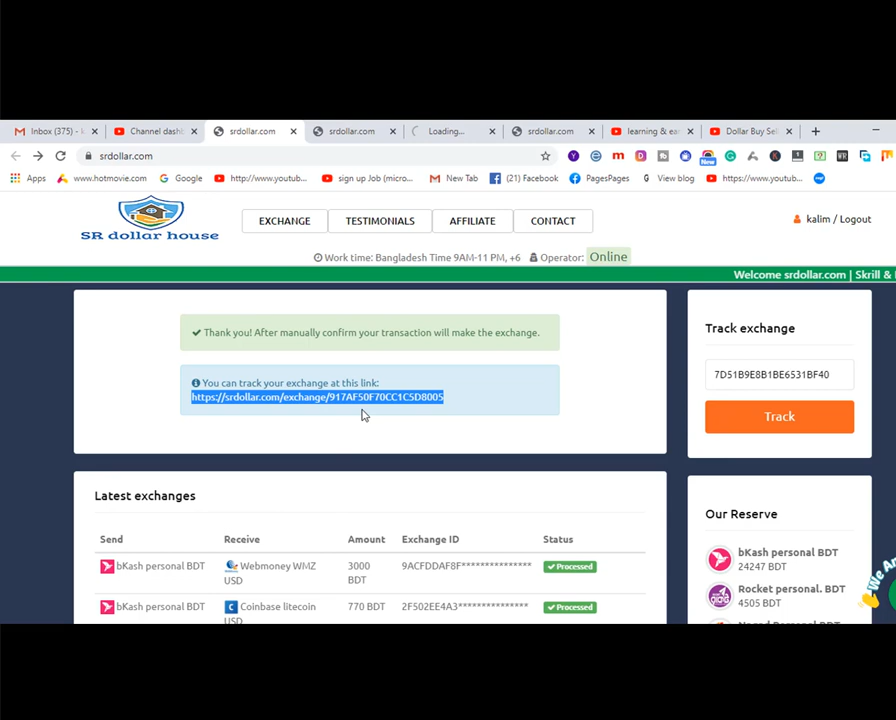 Inbox (375) - k
Channel dashb
srdollar.com
srdollar.com
Loading...
srdollar.com
learning & ear
Dollar Buy Sel
srdollar.com
Apps
www.hotmovie.com
Google
http://www.youtub...
sign up Job (micro...
New Tab
(21) Facebook
PagesPages
View blog
https://www.youtub...
SR dollar house
EXCHANGE
TESTIMONIALS
AFFILIATE
CONTACT
kalim / Logout
Work time: Bangladesh Time 9AM-11 PM, +6 Operator: Online
Welcome srdollar.com | Skrill &
Thank you! After manually confirm your transaction will make the exchange.
You can track your exchange at this link:
https://srdollar.com/exchange/917AF50F70CC1C5D8005
Track exchange
7D51B9E8B1BE6531BF40
Track
Latest exchanges
Send Receive Amount Exchange ID Status
bKash personal BDT Webmoney WMZ USD 3000 BDT 9ACFDDAF8F*************** Processed
bKash personal BDT Coinbase litecoin USD 770 BDT 2F502EE4A3*************** Processed
Our Reserve
bKash personal BDT
24247 BDT
Rocket personal. BDT
4505 BDT
We Ar